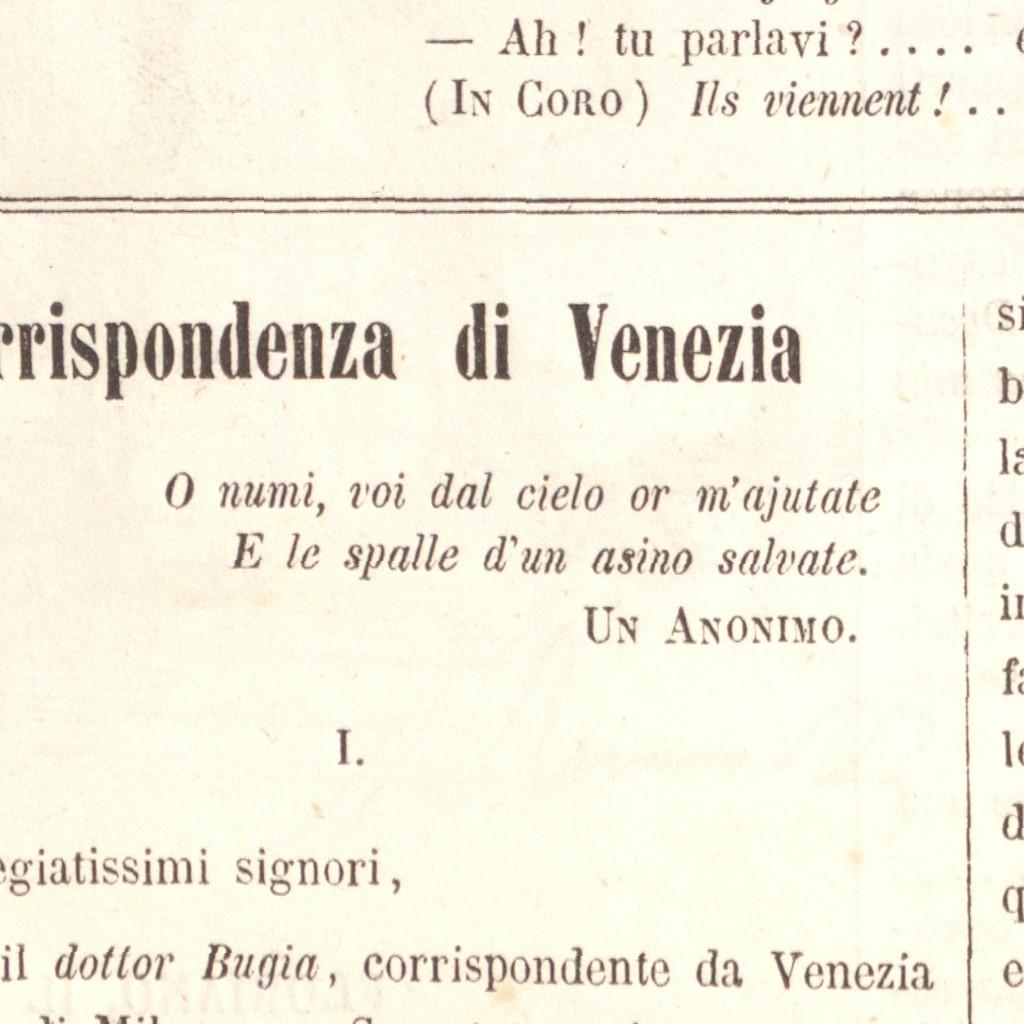 — Ah ! tu parlavi ? . . . .
( IN CORO ) Ils viennent ! . .
rrispondenza di Venezia
O numi, voi dal cielo or m'ajutate
E le spalle d'un asino salvate.
UN ANONIMO.
I.
egiatissimi signori,
il dottor Bugia, corrispondente da Venezia
si
b
la
d
in
fa
le
d
q
e